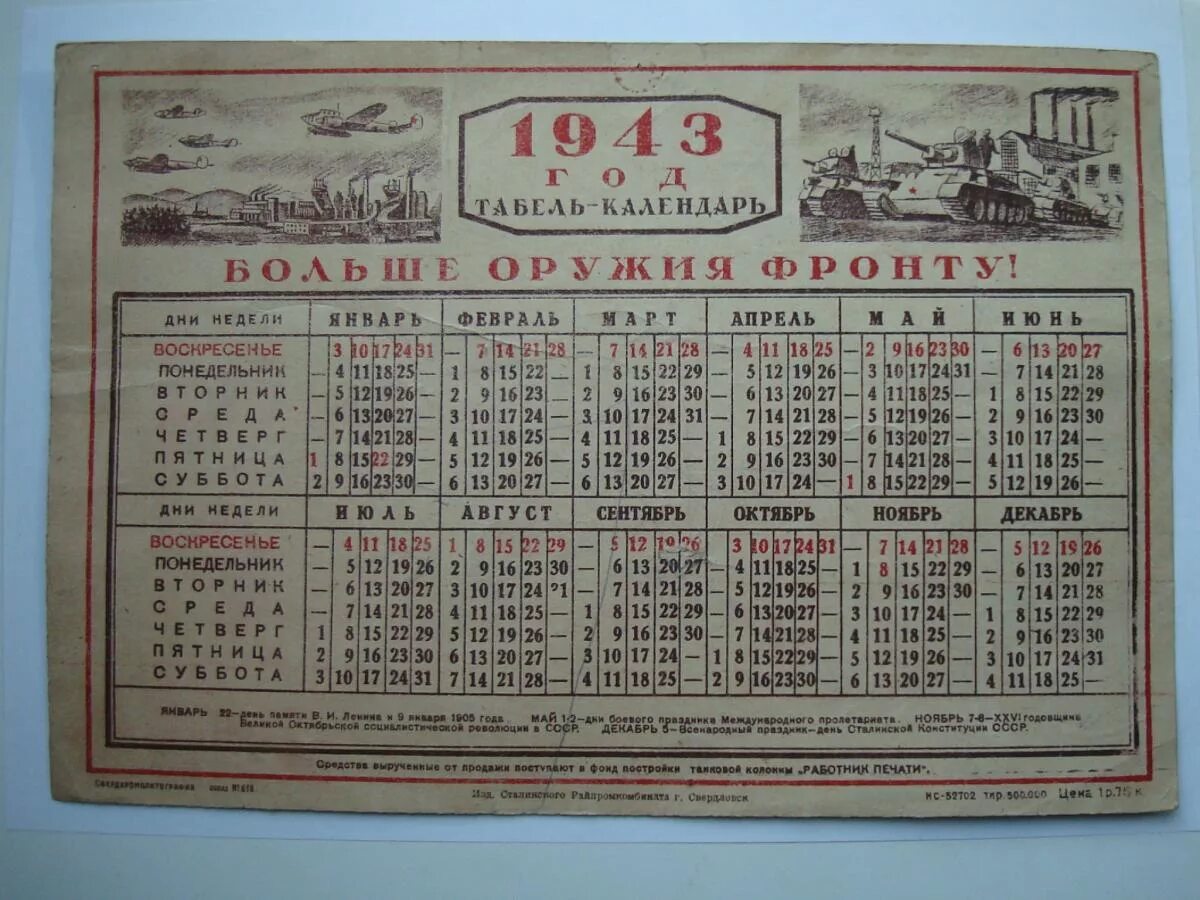 1943
ГОД
ТАБЕЛЬ-КАЛЕНДАРЬ
БОЛЬШЕ ОРУЖИЯ ФРОНТУ!
ДНИ НЕДЕЛИ ЯНВАРЬ ФЕВРАЛЬ МАРТ АПРЕЛЬ МАЙ ИЮНЬ
ВОСКРЕСЕНЬЕ — 3 10 17 24 31 — 7 14 21 28 — 7 14 21 28 — 4 11 18 25 — 2 9 16 23 30 — 6 13 20 27
ПОНЕДЕЛЬНИК — 4 11 18 25 — 1 8 15 22 — 1 8 15 22 29 — 5 12 19 26 — 3 10 17 24 31 — 7 14 21 28
ВТОРНИК — 5 12 19 26 — 2 9 16 23 — 2 9 16 23 30 — 6 13 20 27 — 4 11 18 25 — 1 8 15 22 29
СРЕДА — 6 13 20 27 — 3 10 17 24 — 3 10 17 24 31 — 7 14 21 28 — 5 12 19 26 — 2 9 16 23 30
ЧЕТВЕРГ — 7 14 21 28 — 4 11 18 25 — 4 11 18 25 — 1 8 15 22 29 — 6 13 20 27 — 3 10 17 24 —
ПЯТНИЦА 1 8 15 22 29 — 5 12 19 26 — 5 12 19 26 — 2 9 16 23 30 — 7 14 21 28 — 4 11 18 25 —
СУББОТА 2 9 16 23 30 — 6 13 20 27 — 6 13 20 27 — 3 10 17 24 — 1 8 15 22 29 — 5 12 19 26 —
ДНИ НЕДЕЛИ ИЮЛЬ АВГУСТ СЕНТЯБРЬ ОКТЯБРЬ НОЯБРЬ ДЕКАБРЬ
ВОСКРЕСЕНЬЕ — 4 11 18 25 1 8 15 22 29 — 5 12 19 26 3 10 17 24 31 — 7 14 21 28 — 5 12 19 26
ПОНЕДЕЛЬНИК — 5 12 19 26 2 9 16 23 30 — 6 13 20 27 — 4 11 18 25 — 1 8 15 22 29 — 6 13 20 27
ВТОРНИК — 6 13 20 27 3 10 17 24 31 — 7 14 21 28 — 5 12 19 26 — 2 9 16 23 30 — 7 14 21 28
СРЕДА — 7 14 21 28 4 11 18 25 — 1 8 15 22 29 — 6 13 20 27 — 3 10 17 24 — 1 8 15 22 29
ЧЕТВЕРГ 1 8 15 22 29 5 12 19 26 — 2 9 16 23 30 — 7 14 21 28 — 4 11 18 25 — 2 9 16 23 30
ПЯТНИЦА 2 9 16 23 30 6 13 20 27 — 3 10 17 24 — 1 8 15 22 29 — 5 12 19 26 — 3 10 17 24 31
СУББОТА 3 10 17 24 31 7 14 21 28 — 4 11 18 25 — 2 9 16 23 30 — 6 13 20 27 4 11 18 25 —
ЯНВАРЬ 22—день памяти В. И. Ленина и 9 января 1905 года. МАЙ 1-2—дни боевого праздника Международного пролетариата. НОЯБРЬ 7-8—XXVI годовщина
Великой Октябрьской социалистической революции в СССР. ДЕКАБРЬ 5—Всенародный праздник—день Сталинской Конституции СССР.
Средства вырученные от продажи поступают в фонд постройки танковой колонны „РАБОТНИК ПЕЧАТИ".
заказ №
Изд. Сталинского Райпромкомбината г. Свердловск
НС-52702 тир. 500.000 Цена 1 р. 75 к.